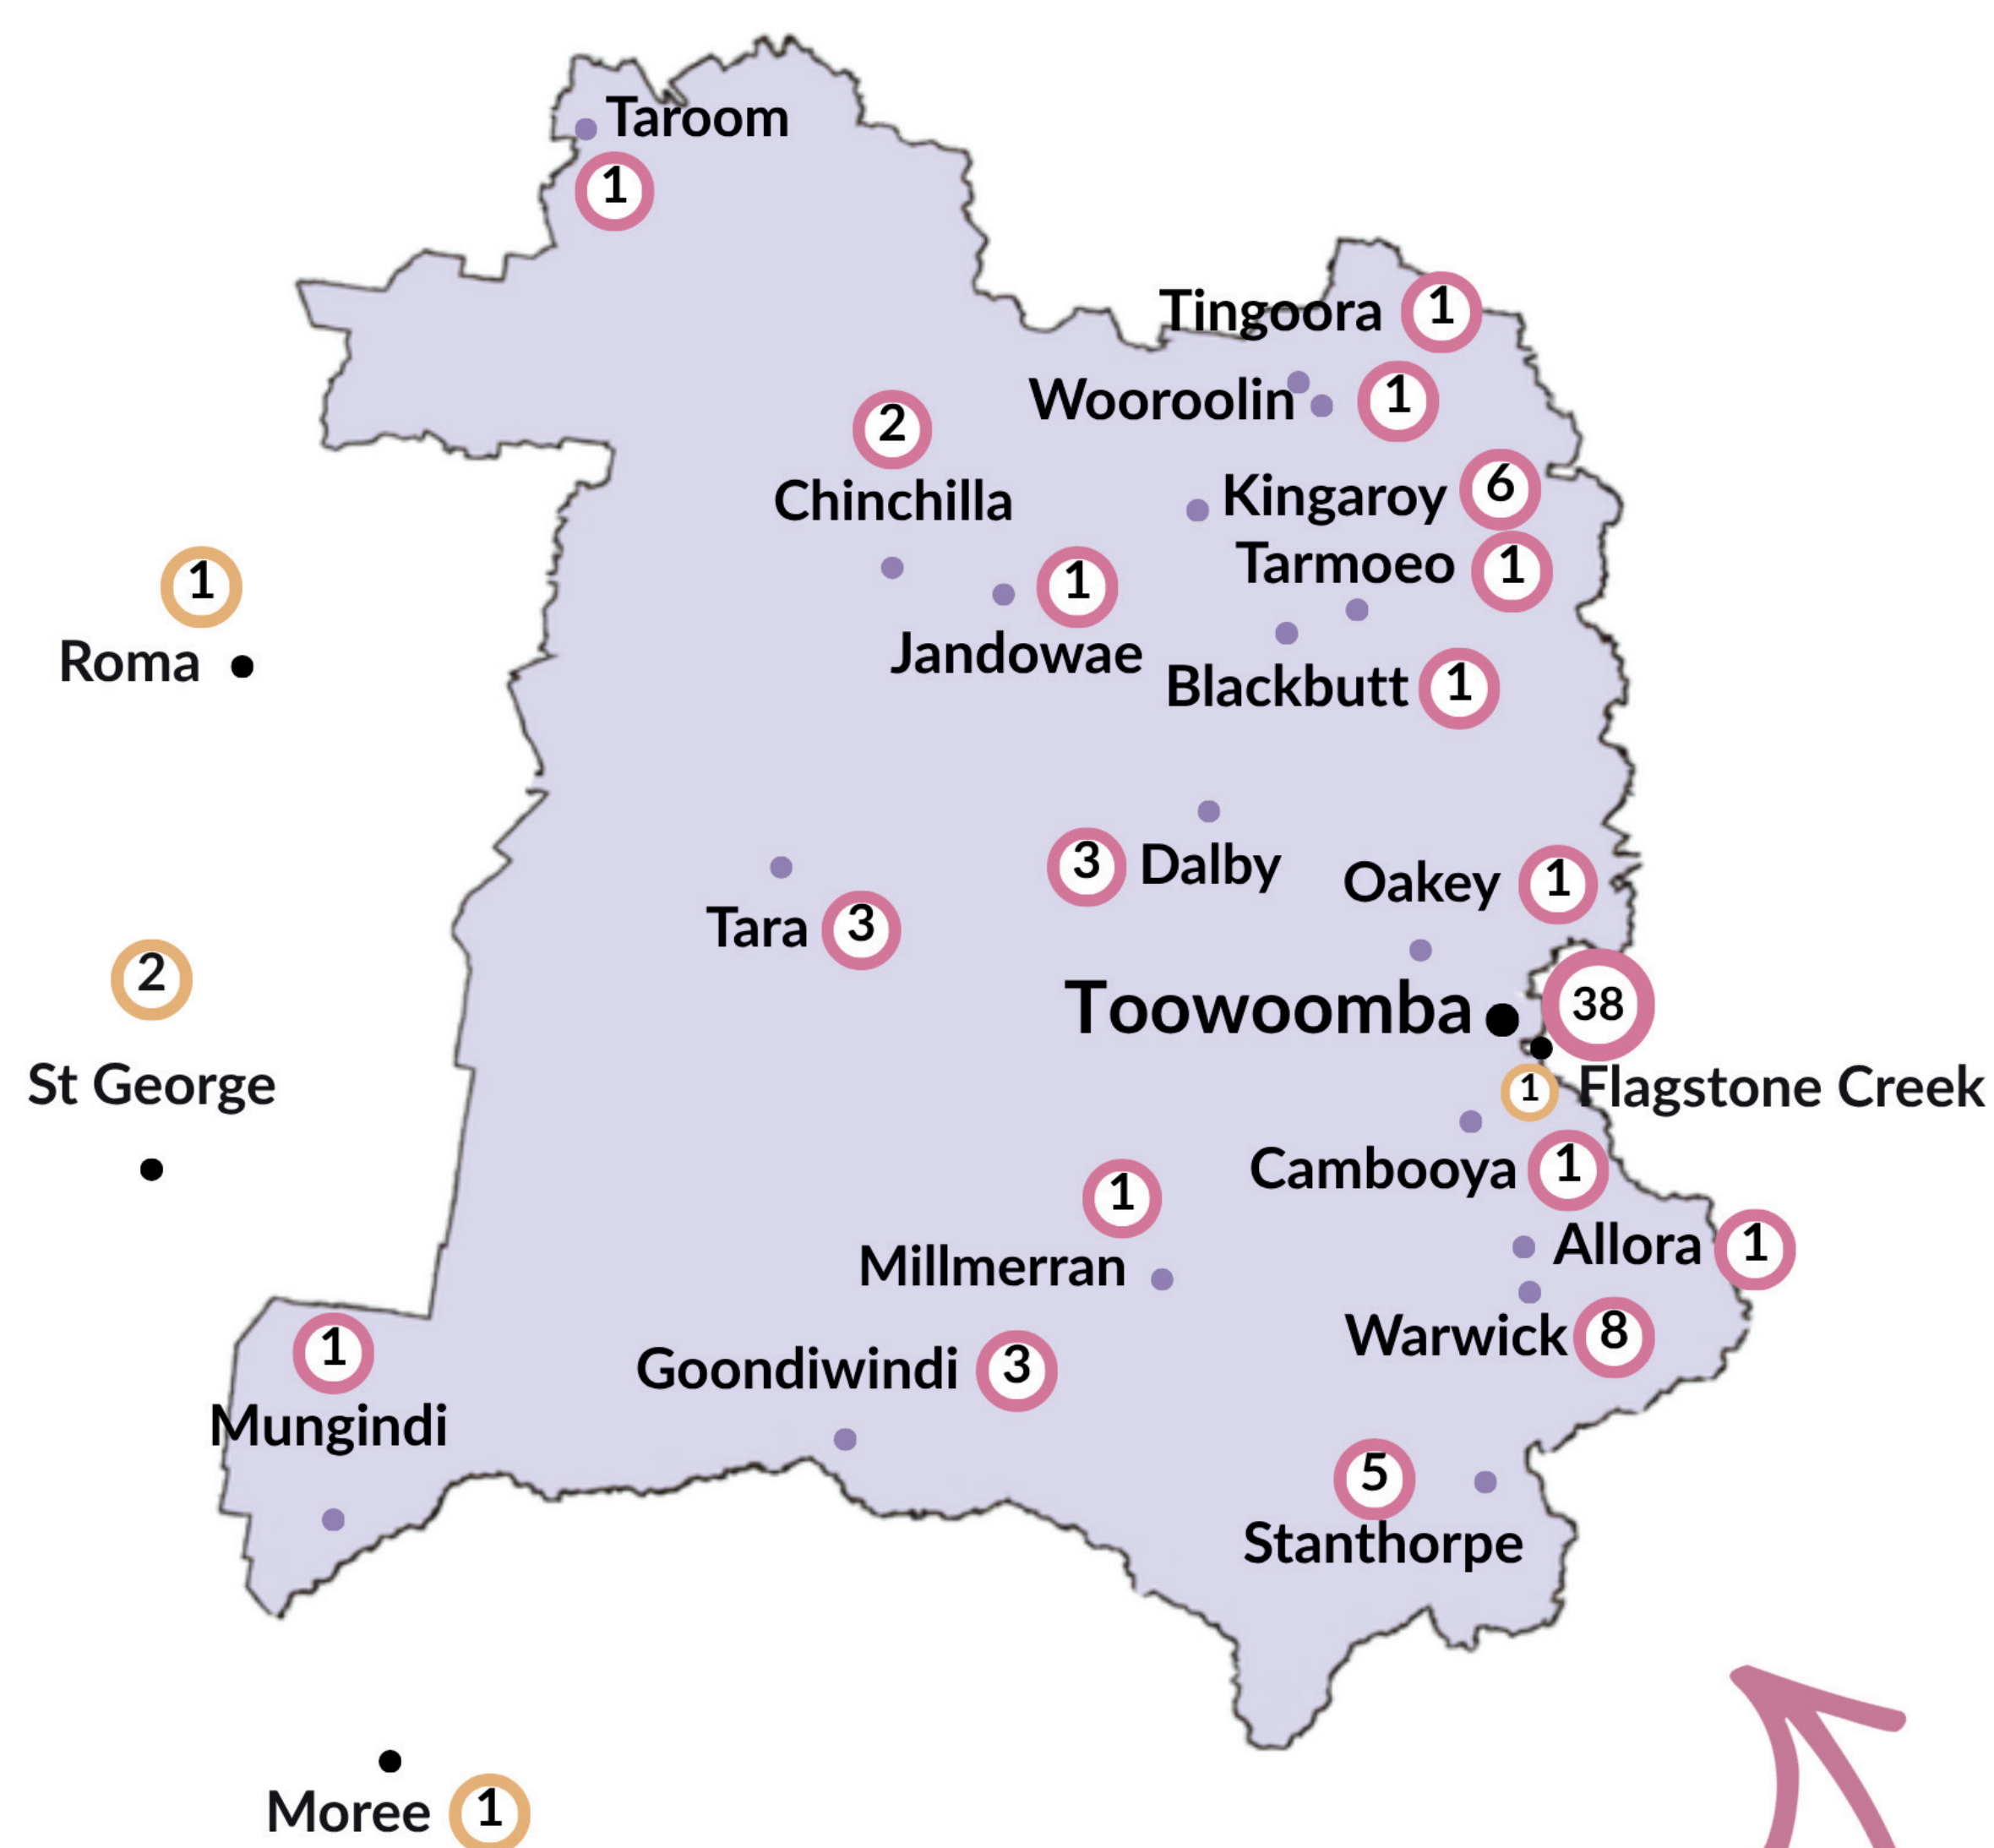 Taroom
1
Tingoora 1
Wooroolin 1
2
Chinchilla
Kingaroy 6
Tarmoeo 1
1
Jandowae
1
Roma
Blackbutt 1
3 Dalby
Oakey 1
Tara 3
2
St George
Toowoomba 38
1 Flagstone Creek
Cambooya 1
1
Millmerran
Allora 1
Warwick 8
1
Mungindi
Goondiwindi 3
5
Stanthorpe
Moree 1